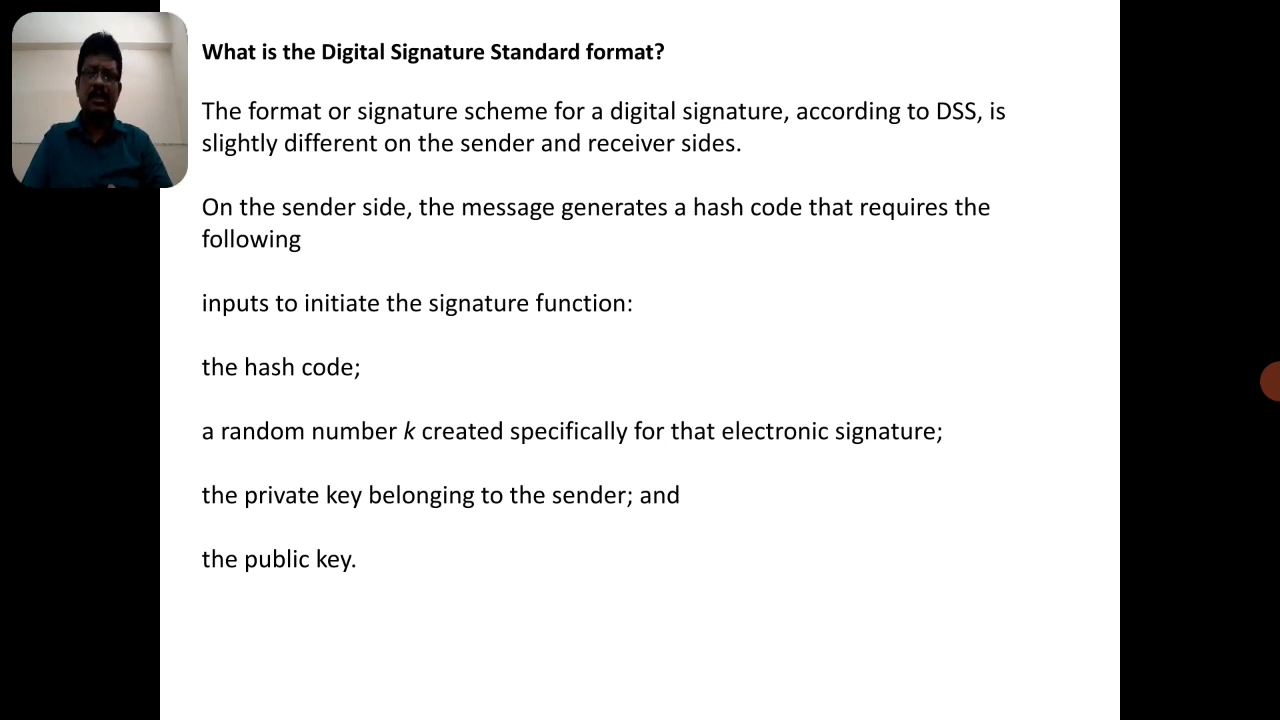 What is the Digital Signature Standard format?
The format or signature scheme for a digital signature, according to DSS, is
slightly different on the sender and receiver sides.
On the sender side, the message generates a hash code that requires the
following
inputs to initiate the signature function:
the hash code;
a random number k created specifically for that electronic signature;
the private key belonging to the sender; and
the public key.